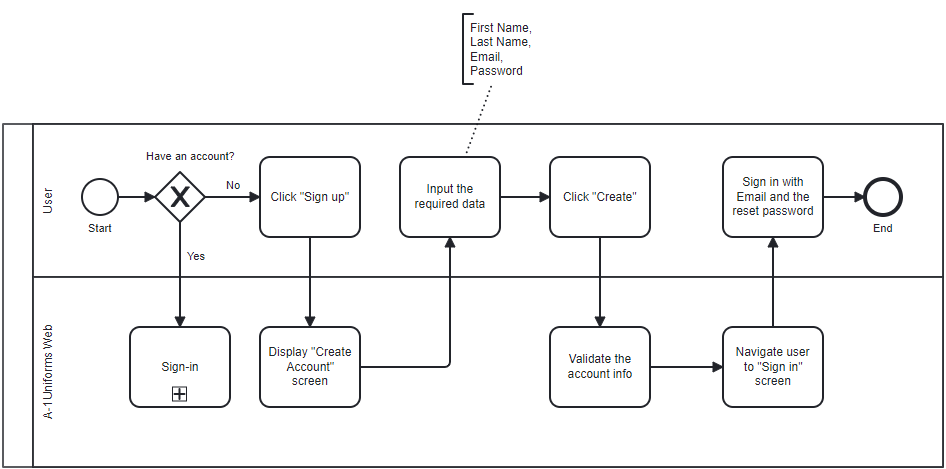 First Name,
Last Name,
Email,
Password
User
Start
Have an account?
No
Yes
Click "Sign up"
Input the
required data
Click "Create"
Sign in with
Email and the
reset password
End
A-1Uniforms Web
Sign-in
Display "Create
Account"
screen
Validate the
account info
Navigate user
to "Sign in"
screen